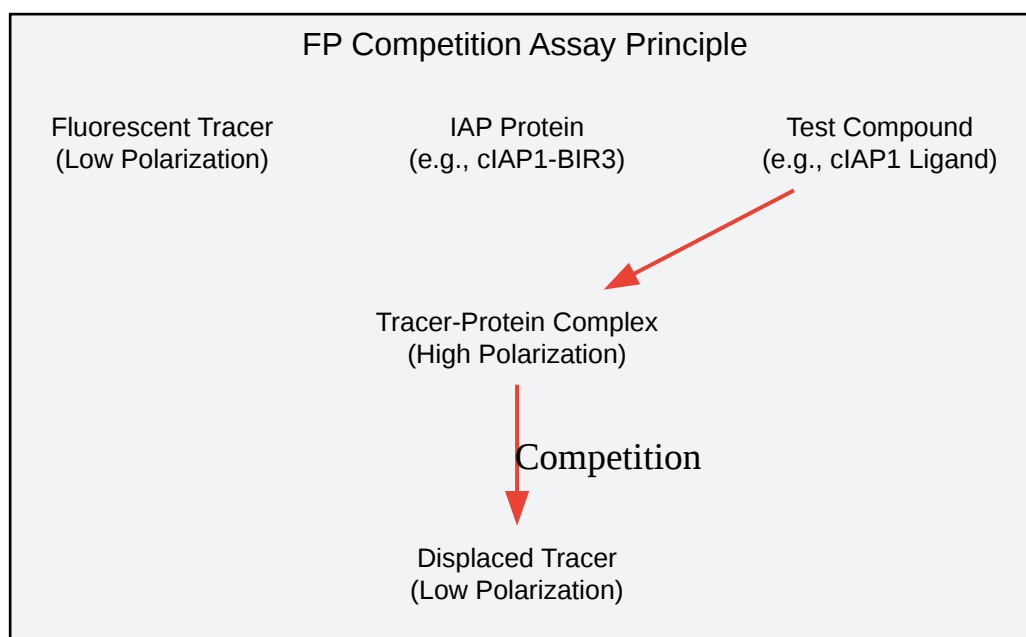 FP Competition Assay Principle
Fluorescent Tracer
(Low Polarization)
IAP Protein
(e.g., cIAP1-BIR3)
Test Compound
(e.g., cIAP1 Ligand)
Tracer-Protein Complex
(High Polarization)
Competition
Displaced Tracer
(Low Polarization)